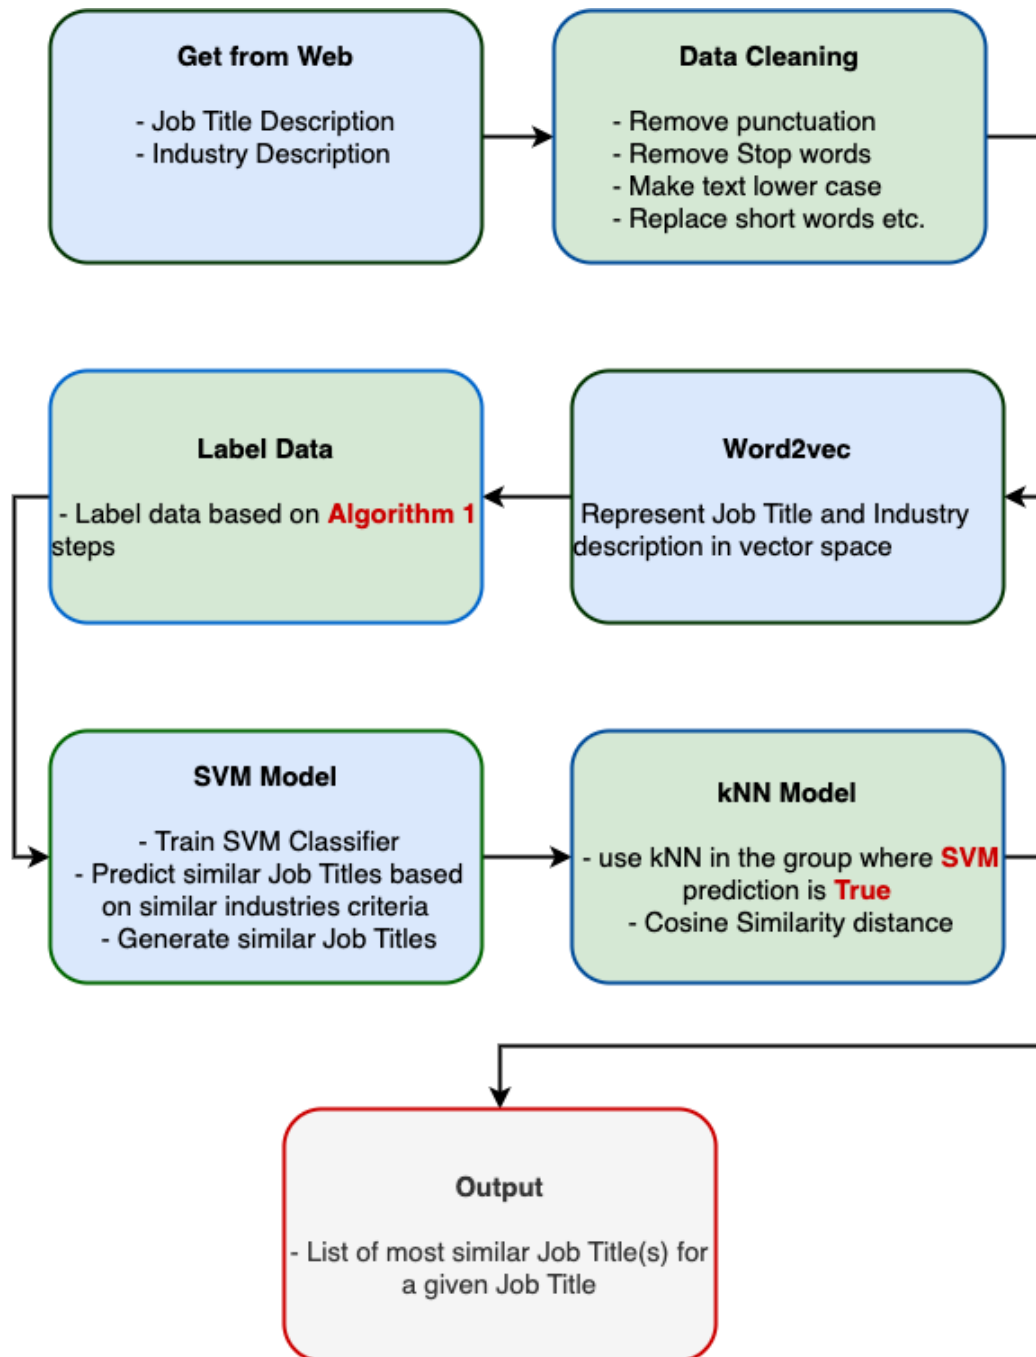 Get from Web
- Job Title Description
- Industry Description
Data Cleaning
- Remove punctuation
- Remove Stop words
- Make text lower case
- Replace short words etc.
Word2vec
Represent Job Title and Industry
description in vector space
Label Data
- Label data based on Algorithm 1
steps
SVM Model
- Train SVM Classifier
- Predict similar Job Titles based
on similar industries criteria
- Generate similar Job Titles
kNN Model
- use kNN in the group where SVM
prediction is True
- Cosine Similarity distance
Output
- List of most similar Job Title(s) for
a given Job Title